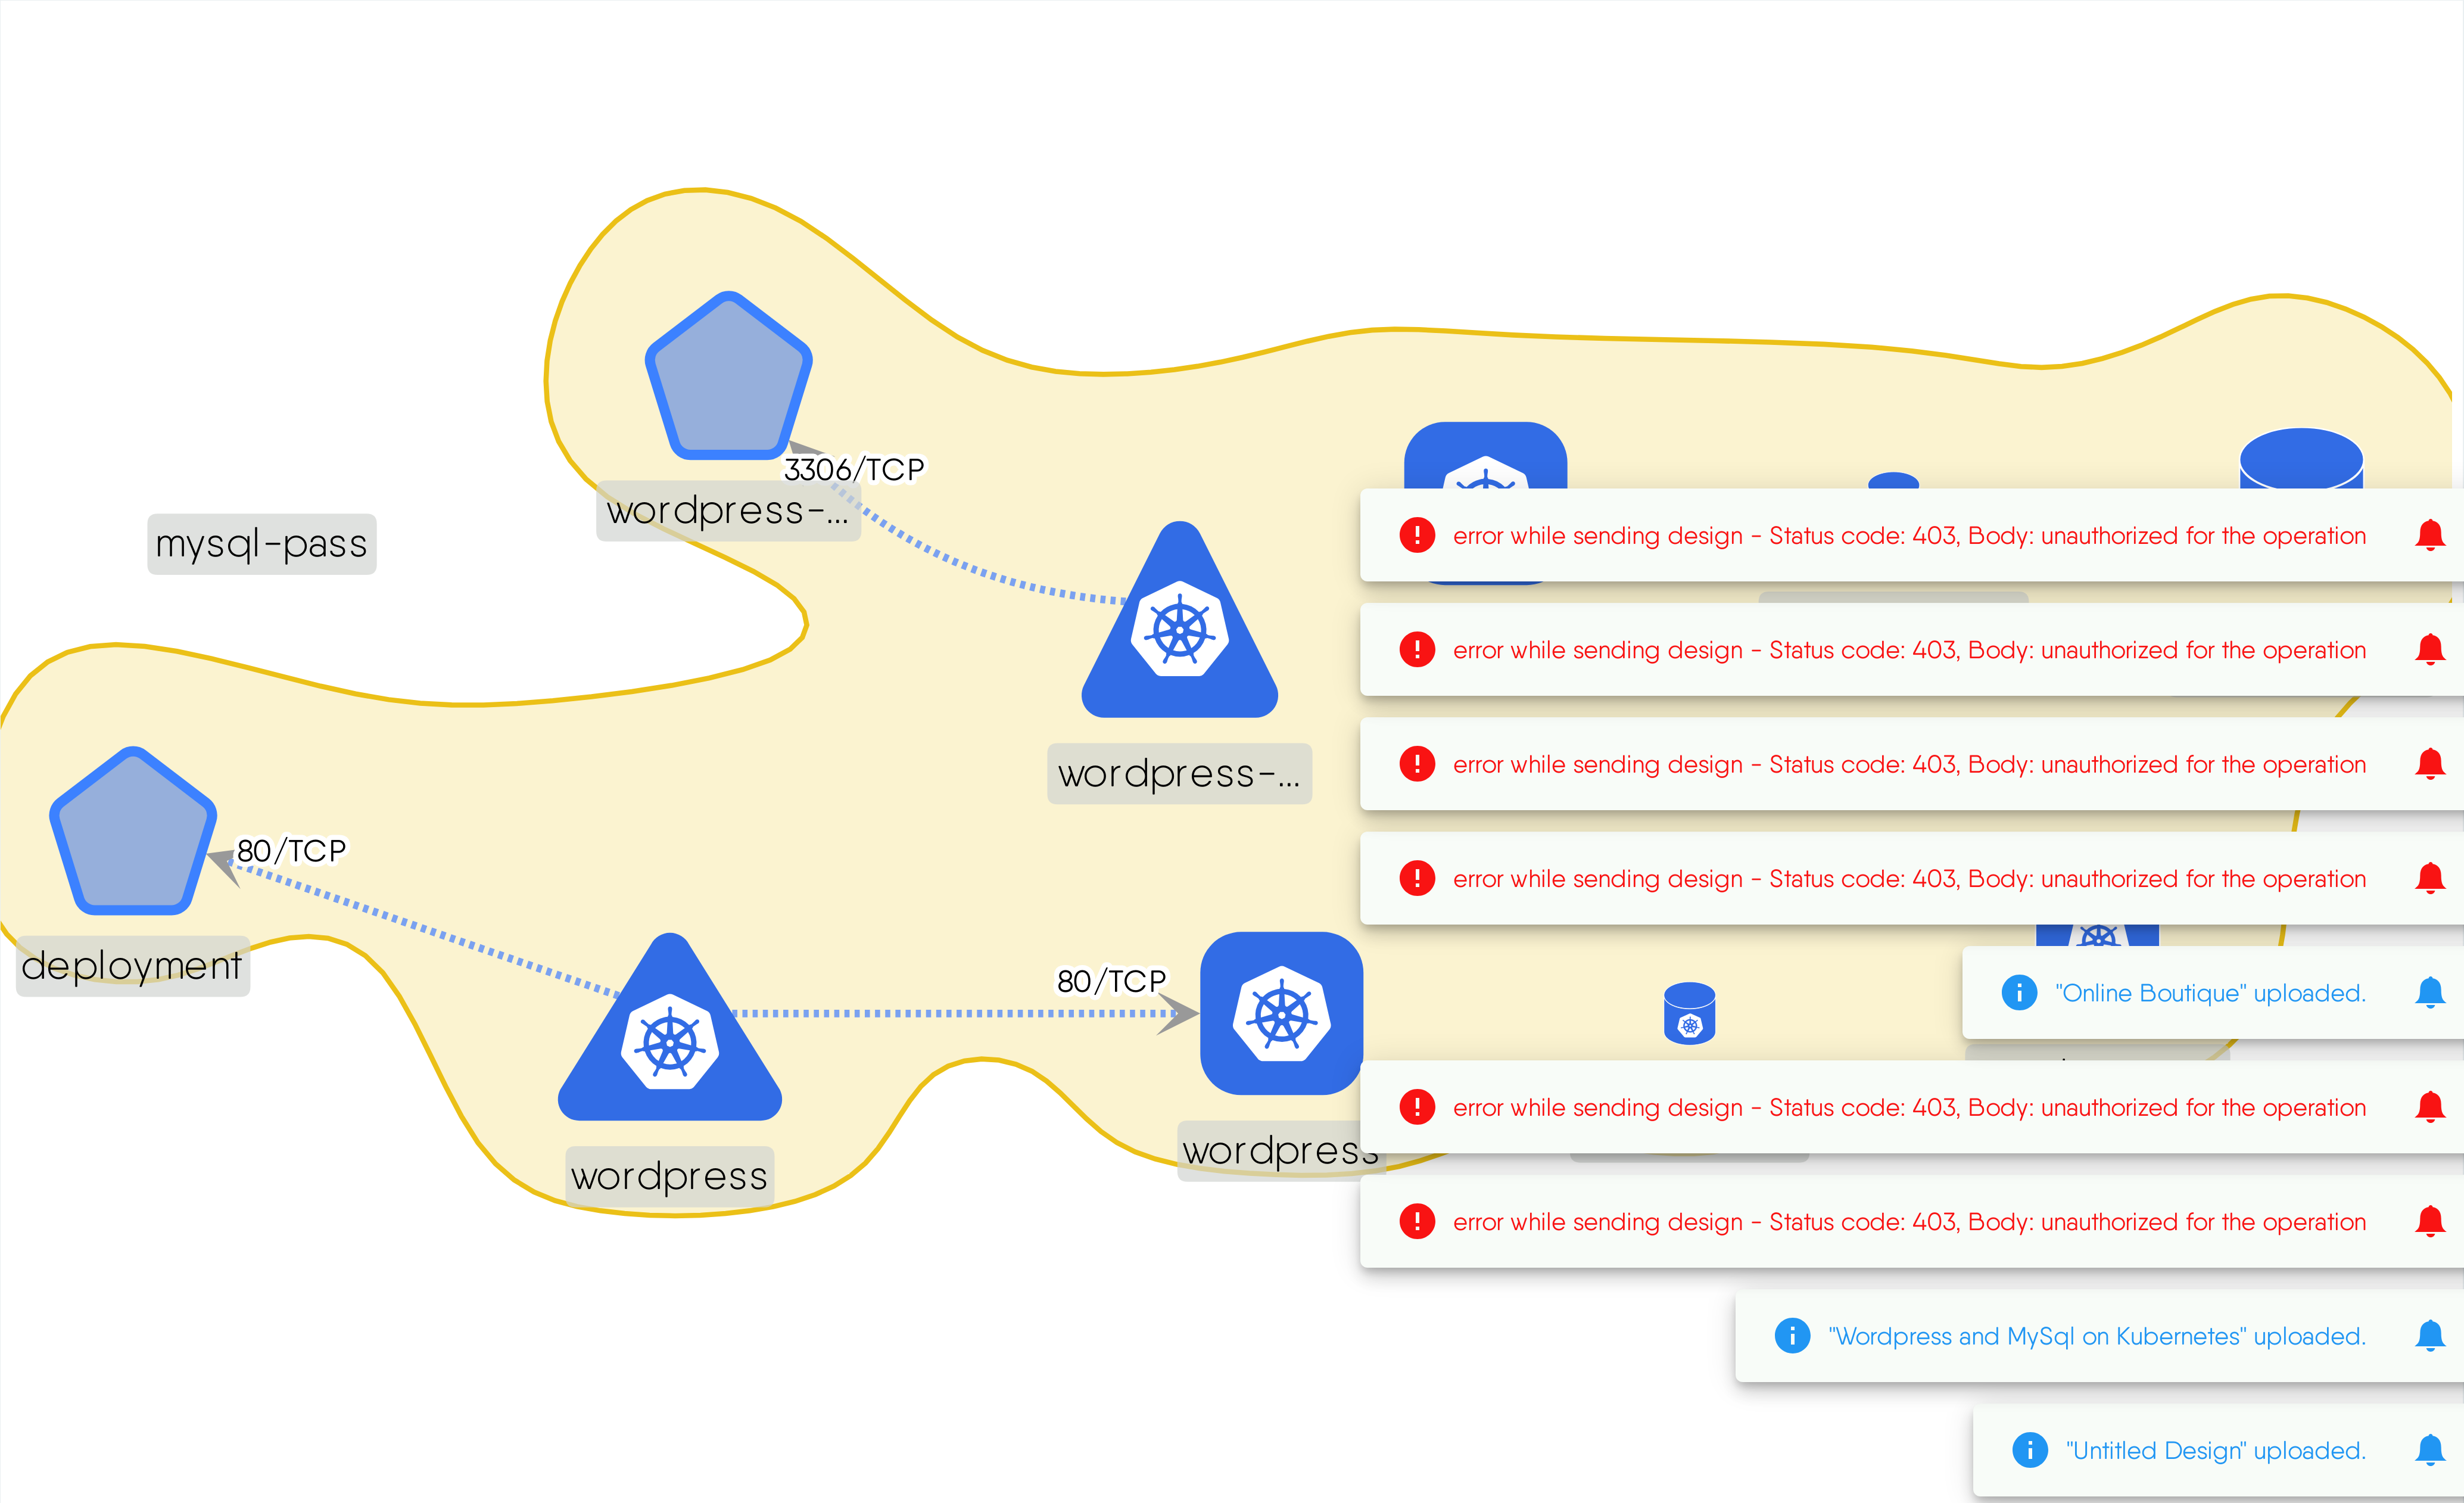 3306/TCP
wordpress-...
mysql-pass
error while sending design - Status code: 403, Body: unauthorized for the operation
error while sending design - Status code: 403, Body: unauthorized for the operation
wordpress-...
error while sending design - Status code: 403, Body: unauthorized for the operation
80/TCP
error while sending design - Status code: 403, Body: unauthorized for the operation
deployment
80/TCP
"Online Boutique" uploaded.
error while sending design - Status code: 403, Body: unauthorized for the operation
wordpress
wordpress
error while sending design - Status code: 403, Body: unauthorized for the operation
"Wordpress and MySql on Kubernetes" uploaded.
"Untitled Design" uploaded.